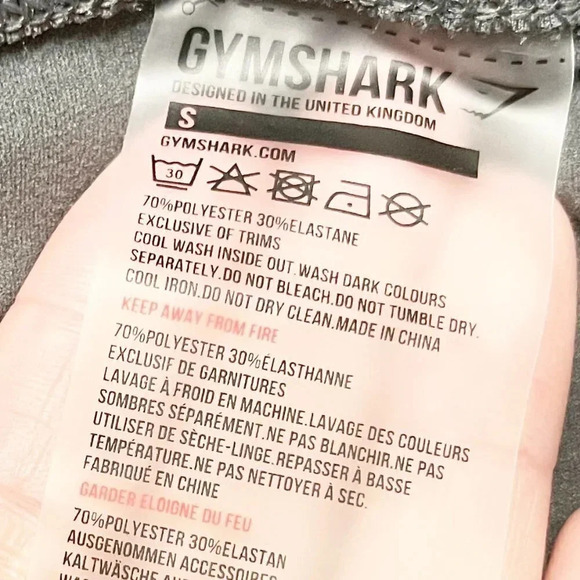 GYMSHARK
DESIGNED IN THE UNITED KINGDOM
S
GYMSHARK.COM
30
70%POLYESTER 30%ELASTANE
EXCLUSIVE OF TRIMS
COOL WASH INSIDE OUT.WASH DARK COLOURS
SEPARATELY.DO NOT BLEACH.DO NOT TUMBLE DRY.
COOL IRON.DO NOT DRY CLEAN.MADE IN CHINA
KEEP AWAY FROM FIRE
70%POLYESTER 30%ÉLASTHANNE
EXCLUSIF DE GARNITURES
LAVAGE À FROID EN MACHINE.LAVAGE DES COULEURS
SOMBRES SÉPARÉMENT.NE PAS BLANCHIR.NE PAS
UTILISER DE SÈCHE-LINGE.REPASSER À BASSE
TEMPÉRATURE.NE PAS NETTOYER À SEC.
FABRIQUÉ EN CHINE
GARDER ELOIGNE DU FEU
70%POLYESTER 30%ELASTAN
AUSGENOMMEN ACCESSOIRES
KALTWÄSCHE